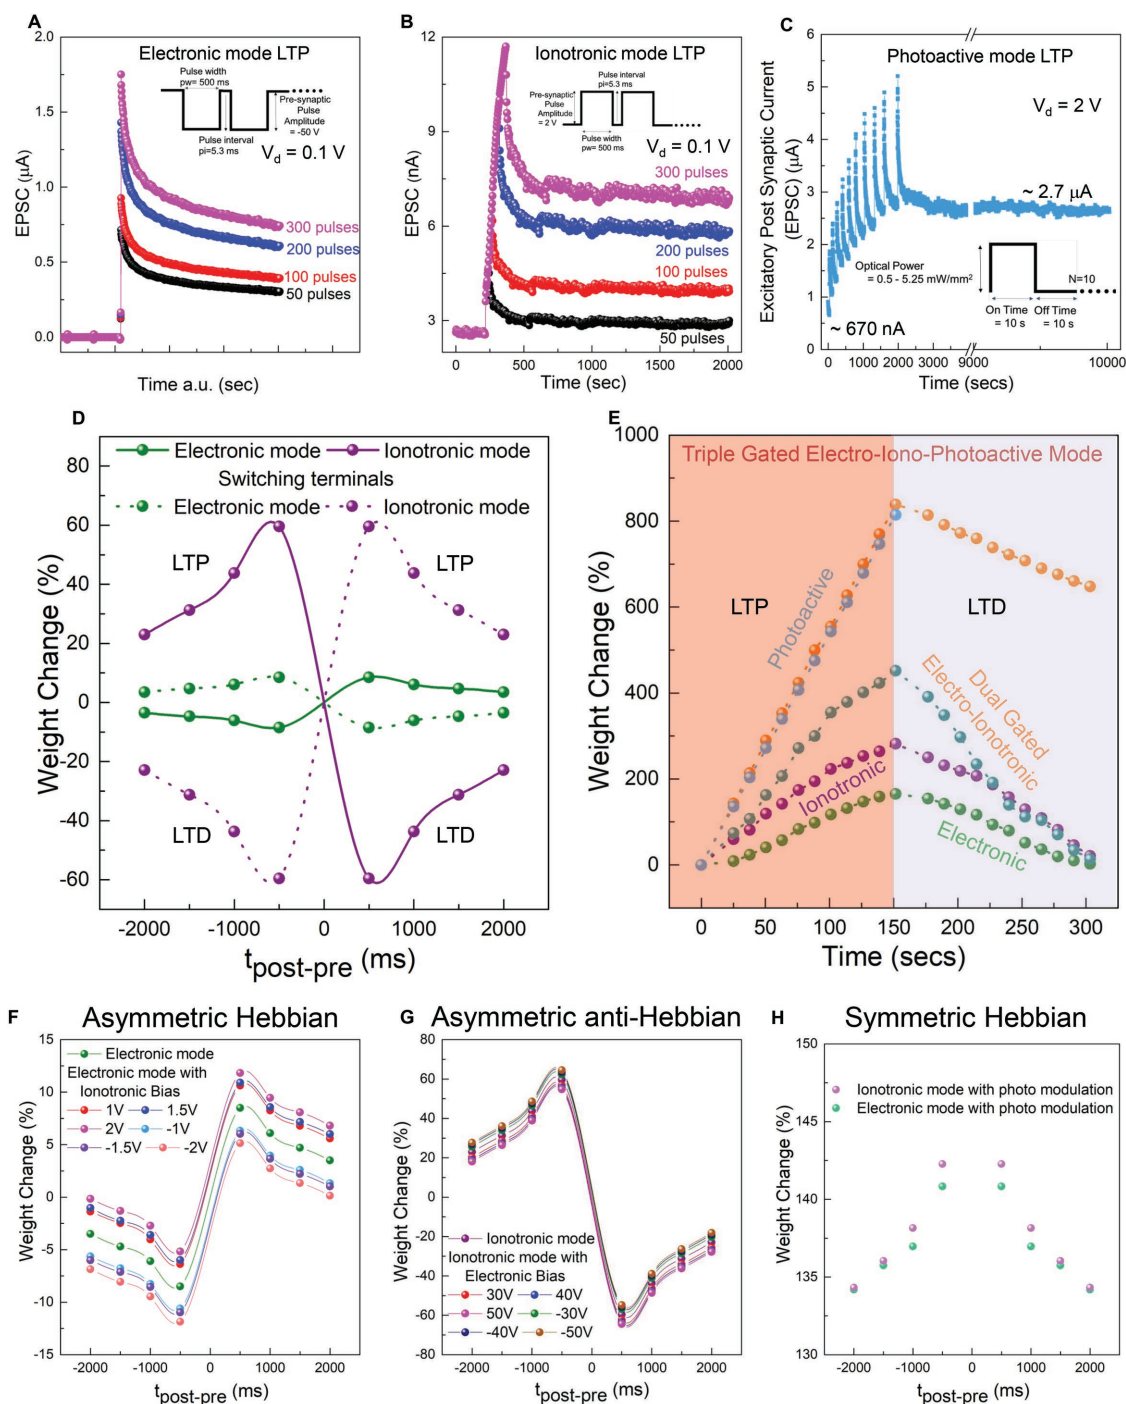 A
Electronic mode LTP
Pulse width
pw= 500 ms
Pre-synaptic
Pulse
Amplitude
= -50 V
Pulse interval
pi=5.3 ms
V_d = 0.1 V
300 pulses
200 pulses
100 pulses
50 pulses
EPSC (µA)
2.0
1.5
1.0
0.5
0.0
Time a.u. (sec)
B
Ionotronic mode LTP
Pulse interval
pi=5.3 ms
Pre-synaptic
Pulse
Amplitude
= 2 V
Pulse width
pw= 500 ms
V_d = 0.1 V
300 pulses
200 pulses
100 pulses
50 pulses
EPSC (nA)
12
9
6
3
0 500 1000 1500 2000
Time (sec)
C
Photoactive mode LTP
V_d = 2 V
~ 2.7 µA
Optical Power
= 0.5 - 5.25 mW/mm²
N=10
On Time
= 10 s
Off Time
= 10 s
~ 670 nA
Excitatory Post Synaptic Current
(EPSC) (µA)
6
5
4
3
2
1
0
0 1000 2000 3000 9000 10000
Time (secs)
D
Electronic mode Ionotronic mode
Switching terminals
Electronic mode Ionotronic mode
LTP
LTP
LTD
LTD
Weight Change (%)
80
60
40
20
0
-20
-40
-60
-2000 -1000 0 1000 2000
t_post-pre (ms)
E
Triple Gated Electro-Iono-Photoactive Mode
LTP
LTD
Photoactive
Dual Gated
Electro-Ionotronic
Ionotronic
Electronic
Weight Change (%)
1000
800
600
400
200
0
0 50 100 150 200 250 300
Time (secs)
F
Asymmetric Hebbian
Electronic mode
Electronic mode with
Ionotronic Bias
1V 1.5V
2V -1V
-1.5V -2V
Weight Change (%)
15
10
5
0
-5
-10
-15
-2000 -1000 0 1000 2000
t_post-pre (ms)
G
Asymmetric anti-Hebbian
Ionotronic mode
Ionotronic mode with
Electronic Bias
30V 40V
50V -30V
-40V -50V
Weight Change (%)
80
60
40
20
0
-20
-40
-60
-80
-2000 -1000 0 1000 2000
t_post-pre (ms)
H
Symmetric Hebbian
Ionotronic mode with photo modulation
Electronic mode with photo modulation
Weight Change (%)
150
145
140
135
130
-2000 -1000 0 1000 2000
t_post-pre (ms)